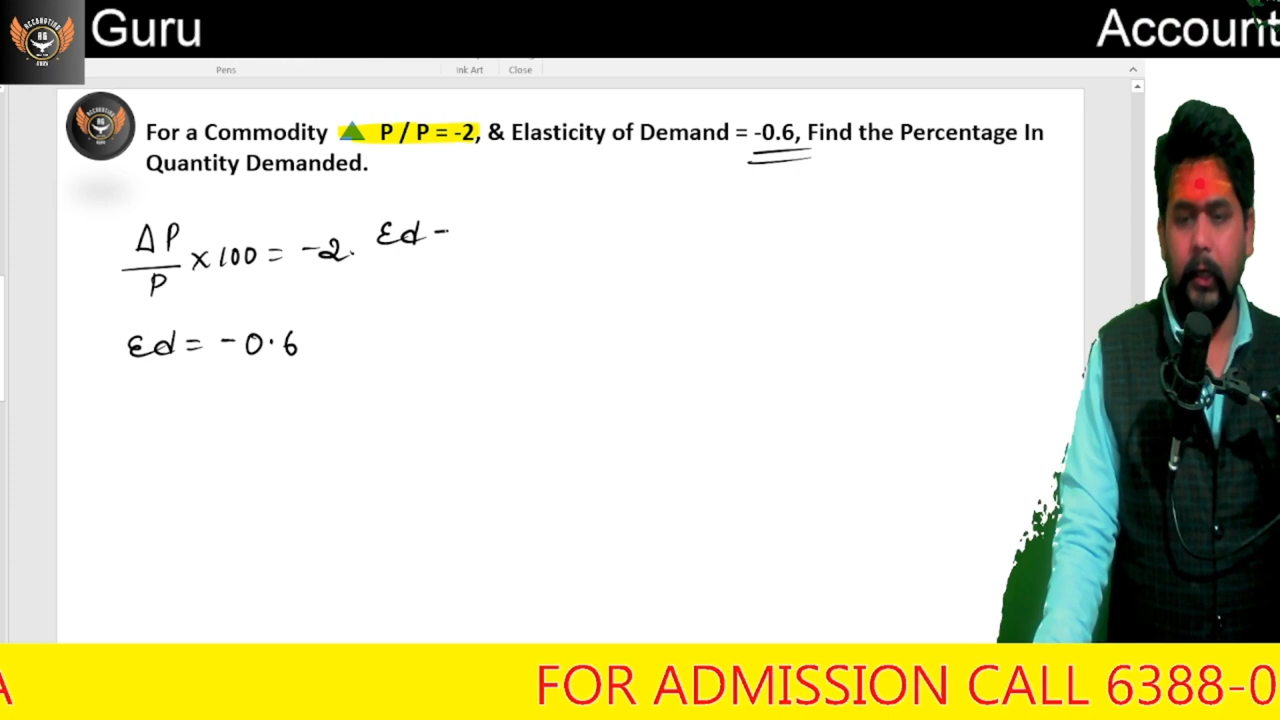 Guru
Account
Pens
Ink Art
Close
For a Commodity ▲ P / P = -2, & Elasticity of Demand = -0.6, Find the Percentage In
Quantity Demanded.
ΔP
P
× 100 = -2.
Ed -
Ed = -0.6
A
FOR ADMISSION CALL 6388-0